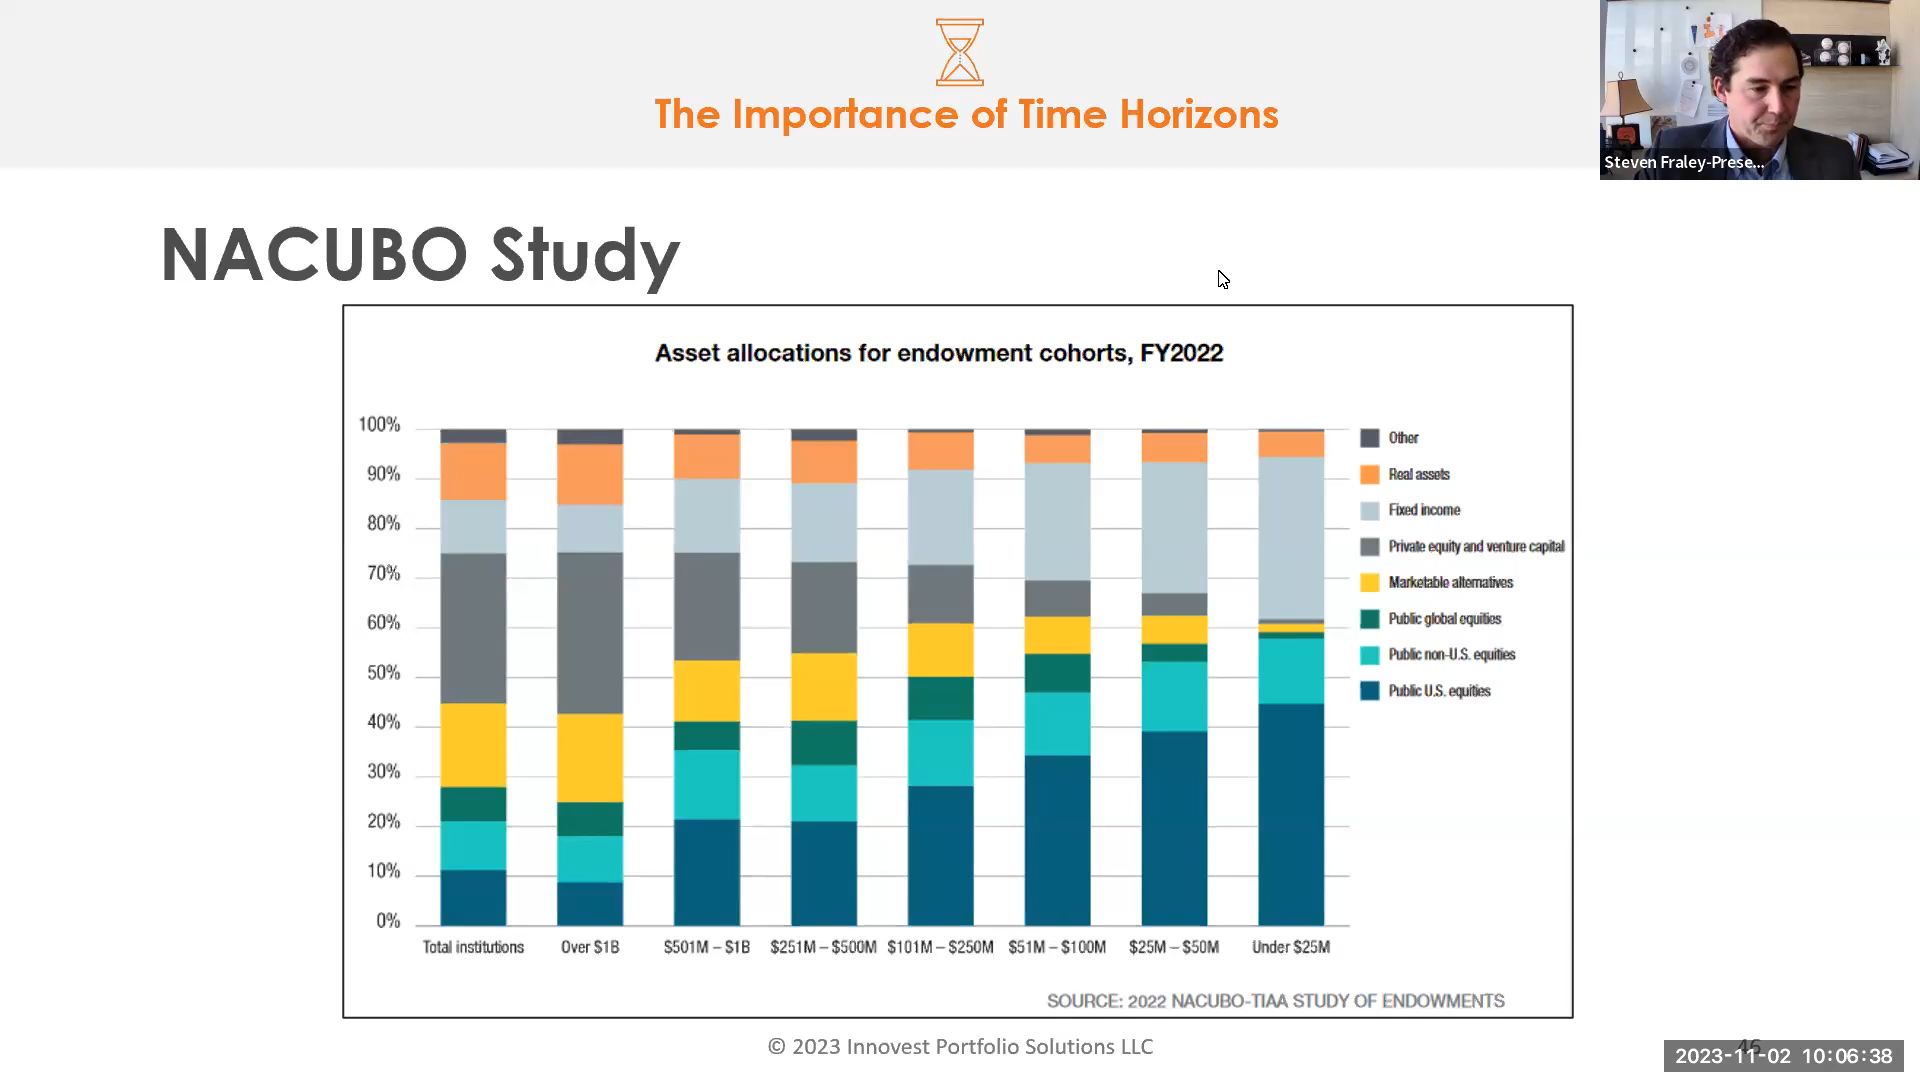 The Importance of Time Horizons
Steven Fraley-Prese...
NACUBO Study
Asset allocations for endowment cohorts, FY2022
100%
90%
80%
70%
60%
50%
40%
30%
20%
10%
0%
Other
Real assets
Fixed income
Private equity and venture capital
Marketable alternatives
Public global equities
Public non-U.S. equities
Public U.S. equities
Total institutions
Over $1B
$501M – $1B
$251M – $500M
$101M – $250M
$51M – $100M
$25M – $50M
Under $25M
SOURCE: 2022 NACUBO-TIAA STUDY OF ENDOWMENTS
© 2023 Innovest Portfolio Solutions LLC
2023-11-02 10:06:38